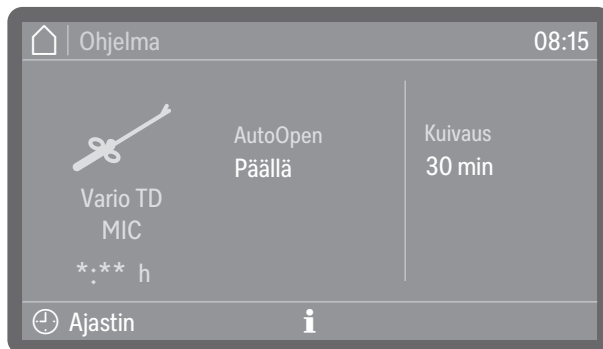 Ohjelma 08:15
AutoOpen
Päällä
Kuivaus
30 min
Vario TD
MIC
*:** h
Ajastin i